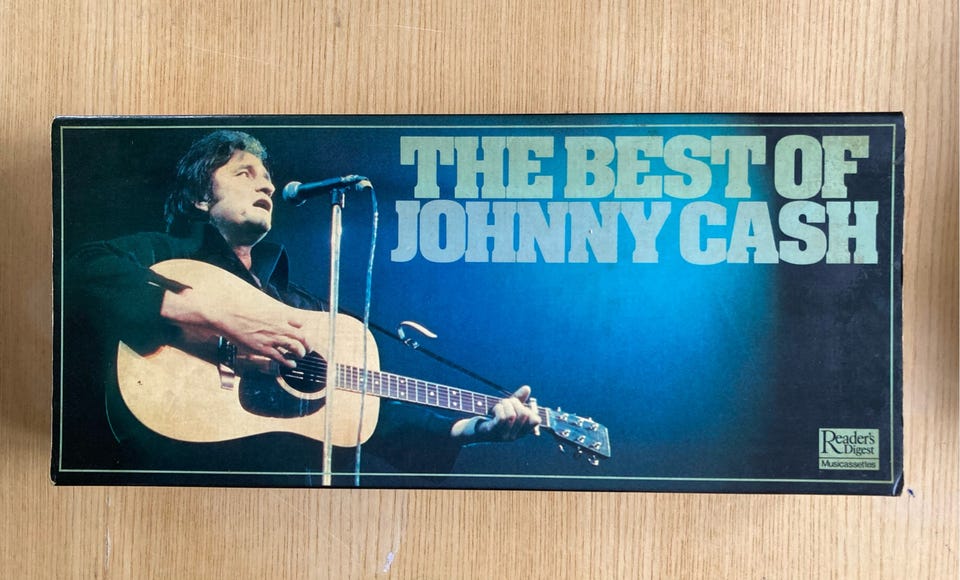 THE BEST OF
JOHNNY CASH
Reader's
Digest
Musicassettes